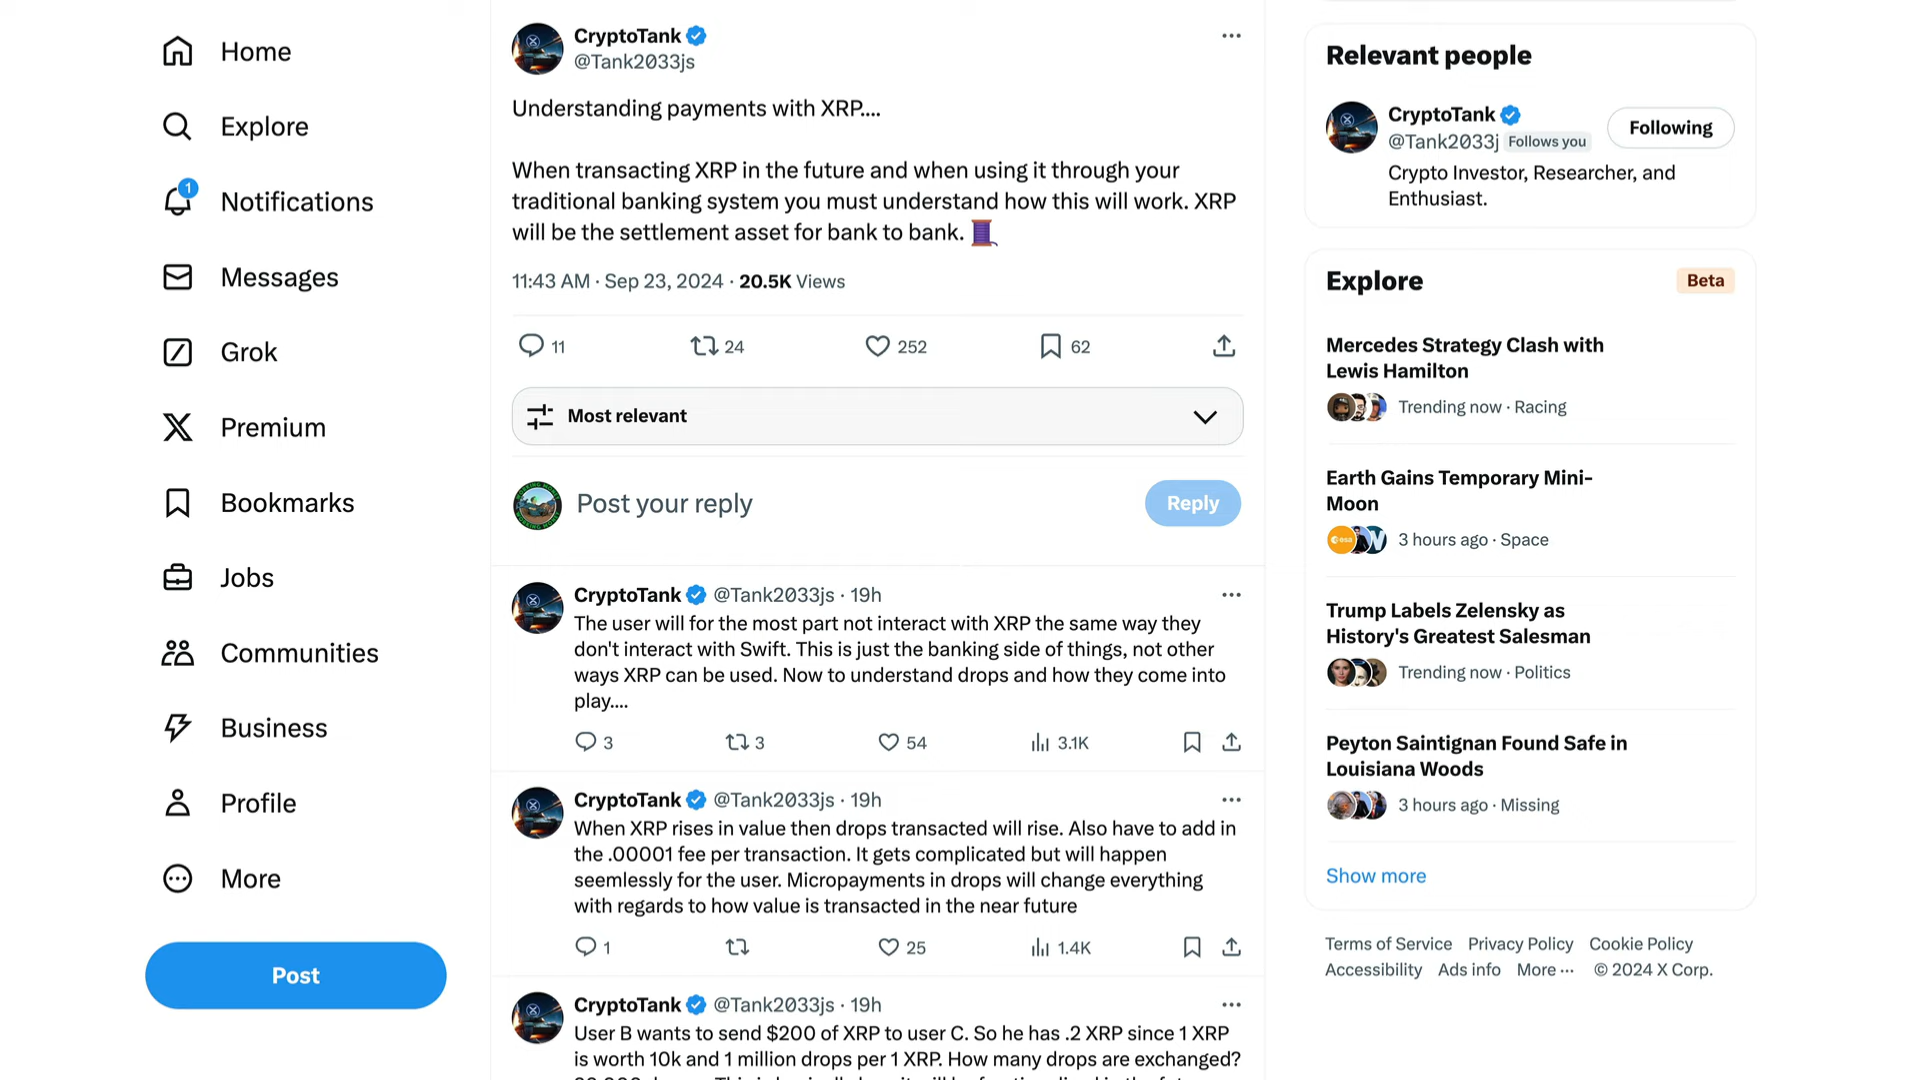 Home
Explore
1
Notifications
Messages
Grok
Premium
Bookmarks
Jobs
Communities
Business
Profile
More
Post
CryptoTank
@Tank2033js
Understanding payments with XRP....
When transacting XRP in the future and when using it through your
traditional banking system you must understand how this will work. XRP
will be the settlement asset for bank to bank.
11:43 AM · Sep 23, 2024 · 20.5K Views
11 24 252 62
Most relevant
Post your reply
Reply
CryptoTank @Tank2033js · 19h
The user will for the most part not interact with XRP the same way they
don't interact with Swift. This is just the banking side of things, not other
ways XRP can be used. Now to understand drops and how they come into
play....
3 3 54 3.1K
CryptoTank @Tank2033js · 19h
When XRP rises in value then drops transacted will rise. Also have to add in
the .00001 fee per transaction. It gets complicated but will happen
seemlessly for the user. Micropayments in drops will change everything
with regards to how value is transacted in the near future
1 25 1.4K
CryptoTank @Tank2033js · 19h
User B wants to send $200 of XRP to user C. So he has .2 XRP since 1 XRP
is worth 10k and 1 million drops per 1 XRP. How many drops are exchanged?
Relevant people
CryptoTank
@Tank2033j Follows you
Following
Crypto Investor, Researcher, and
Enthusiast.
Explore
Beta
Mercedes Strategy Clash with
Lewis Hamilton
Trending now · Racing
Earth Gains Temporary Mini-
Moon
esa
3 hours ago · Space
Trump Labels Zelensky as
History's Greatest Salesman
Trending now · Politics
Peyton Saintignan Found Safe in
Louisiana Woods
3 hours ago · Missing
Show more
Terms of Service Privacy Policy Cookie Policy
Accessibility Ads info More ··· © 2024 X Corp.